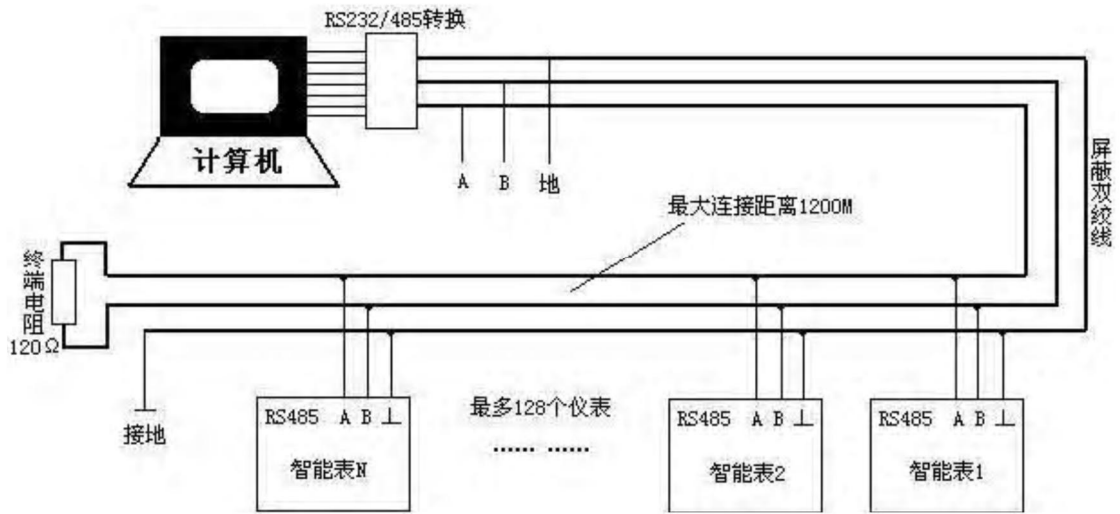 RS232/485转换
计算机
A B 地
屏蔽双绞线
最大连接距离1200M
终端电阻
120Ω
接地
RS485 A B ⊥
智能表N
最多128个仪表
…… ……
RS485 A B ⊥
智能表2
RS485 A B ⊥
智能表1